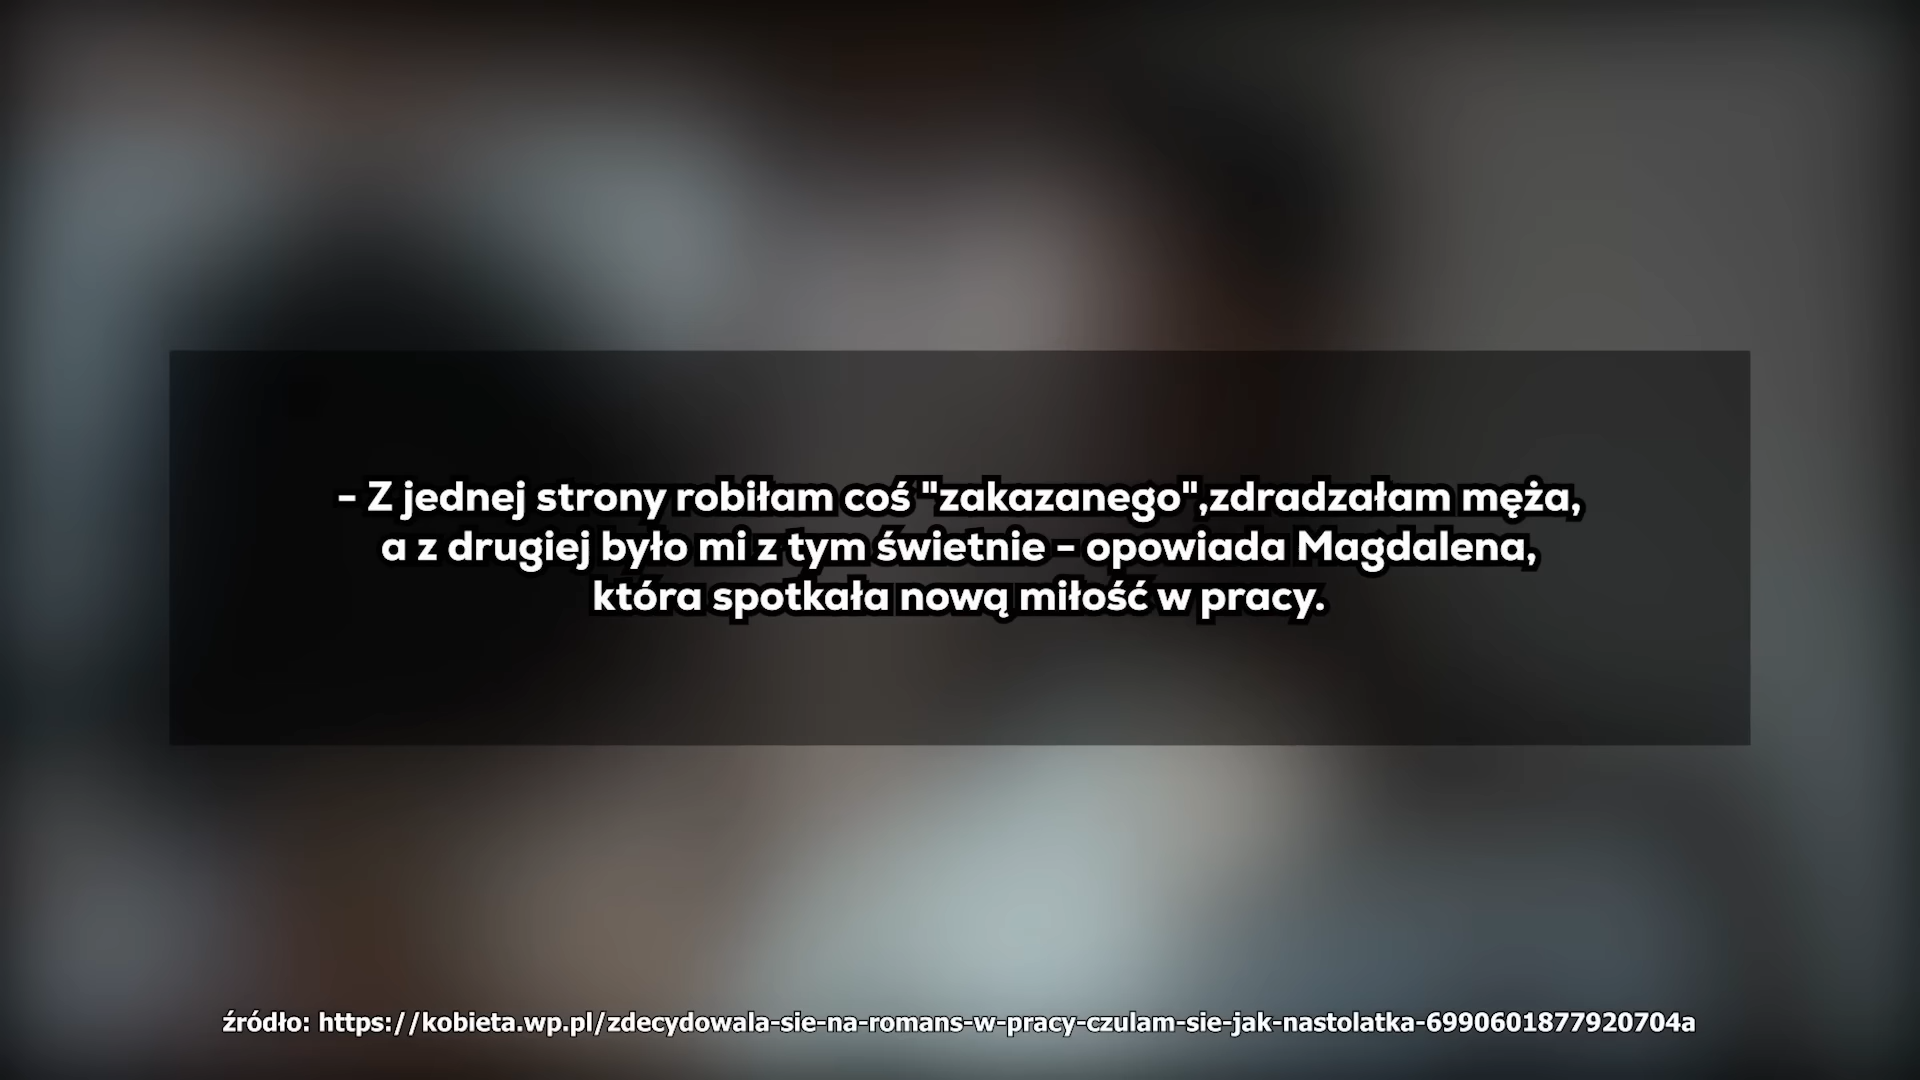 - Z jednej strony robiłam coś "zakazanego",zdradzałam męża,
a z drugiej było mi z tym świetnie - opowiada Magdalena,
która spotkała nową miłość w pracy.
źródło: https://kobieta.wp.pl/zdecydowala-sie-na-romans-w-pracy-czulam-sie-jak-nastolatka-6990601877920704a